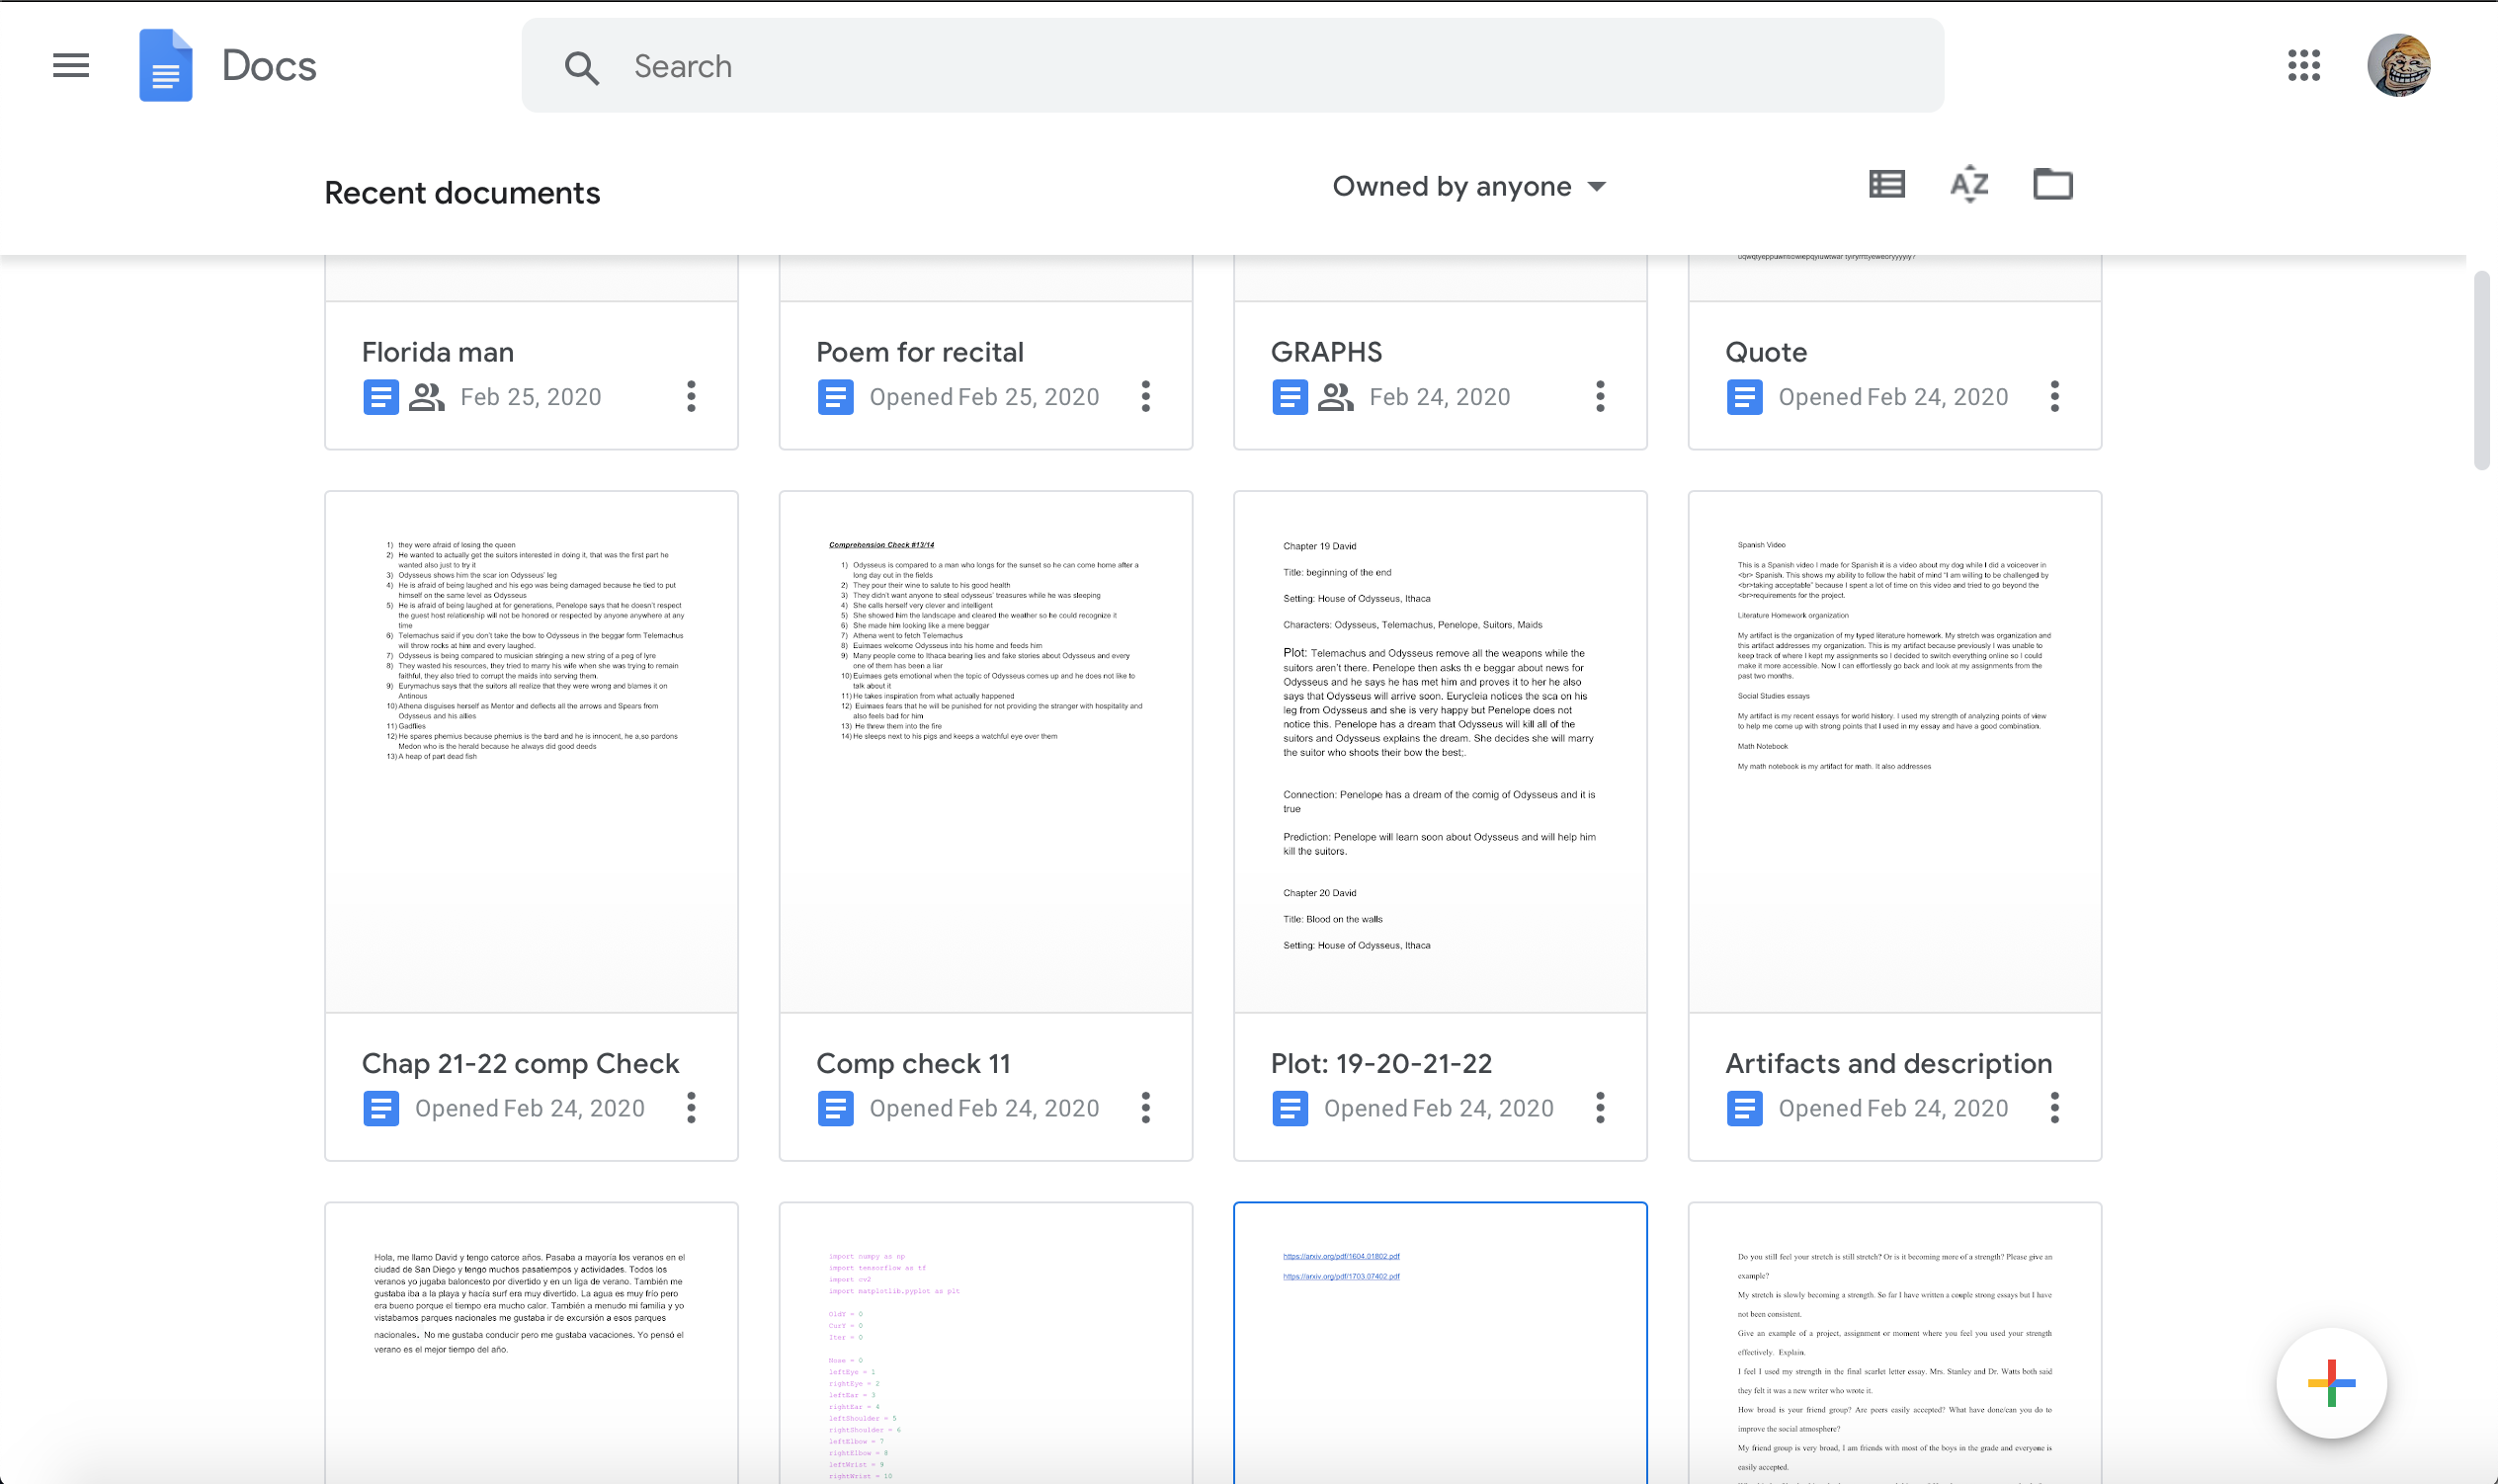 Docs
Search
Recent documents
Owned by anyone
AZ
Florida man
Feb 25, 2020
Poem for recital
Opened Feb 25, 2020
GRAPHS
Feb 24, 2020
Quote
Opened Feb 24, 2020
1) they were afraid of losing the queen
2) He wanted to actually get the suitors interested in doing it, that was the first part he
wanted also just to try it
3) Odysseus shows him the scar ion Odysseus' leg
4) He is afraid of being laughed and his ego was being damaged because he tied to put
himself on the same level as Odysseus
5) He is afraid of being laughed at for generations, Penelope says that he doesn't respect
the guest host relationship will not be honored or respected by anyone anywhere at any
time
6) Telemachus said if you don't take the bow to Odysseus in the beggar form Telemachus
will throw rocks at him and every laughed.
7) Odysseus is being compared to musician stringing a new string of a peg of lyre
8) They wasted his resources, they tried to marry his wife when she was trying to remain
faithful, they also tried to corrupt the maids into serving them.
9) Eurymachus says that the suitors all realize that they were wrong and blames it on
Antinous
10) Athena disguises herself as Mentor and deflects all the arrows and Spears from
Odysseus and his allies
11) Gadflies
12) He spares phemius because phemius is the bard and he is innocent, he a,so pardons
Medon who is the herald because he always did good deeds
13) A heap of part dead fish
Chap 21-22 comp Check
Opened Feb 24, 2020
Comprehension Check #13/14
1) Odysseus is compared to a man who longs for the sunset so he can come home after a
long day out in the fields
2) They pour their wine to salute to his good health
3) They didn't want anyone to steal odysseus' treasures while he was sleeping
4) She calls herself very clever and intelligent
5) She showed him the landscape and cleared the weather so he could recognize it
6) She made him looking like a mere beggar
7) Athena went to fetch Telemachus
8) Euimaes welcome Odysseus into his home and feeds him
9) Many people come to Ithaca bearing lies and fake stories about Odysseus and every
one of them has been a liar
10) Euimaes gets emotional when the topic of Odysseus comes up and he does not like to
talk about it
11) He takes inspiration from what actually happened
12) Euimaes fears that he will be punished for not providing the stranger with hospitality and
also feels bad for him
13) He threw them into the fire
14) He sleeps next to his pigs and keeps a watchful eye over them
Comp check 11
Opened Feb 24, 2020
Chapter 19 David
Title: beginning of the end
Setting: House of Odysseus, Ithaca
Characters: Odysseus, Telemachus, Penelope, Suitors, Maids
Plot: Telemachus and Odysseus remove all the weapons while the
suitors aren't there. Penelope then asks th e beggar about news for
Odysseus and he says he has met him and proves it to her he also
says that Odysseus will arrive soon. Eurycleia notices the sca on his
leg from Odysseus and she is very happy but Penelope does not
notice this. Penelope has a dream that Odysseus will kill all of the
suitors and Odysseus explains the dream. She decides she will marry
the suitor who shoots their bow the best;.
Connection: Penelope has a dream of the comig of Odysseus and it is
true
Prediction: Penelope will learn soon about Odysseus and will help him
kill the suitors.
Chapter 20 David
Title: Blood on the walls
Setting: House of Odysseus, Ithaca
Plot: 19-20-21-22
Opened Feb 24, 2020
Spanish Video
This is a Spanish video I made for Spanish it is a video about my dog while I did a voiceover in
<br> Spanish. This shows my ability to follow the habit of mind "I am willing to be challenged by
<br>taking acceptable" because I spent a lot of time on this video and tried to go beyond the
<br>requirements for the project.
Literature Homework organization
My artifact is the organization of my typed literature homework. My stretch was organization and
this artifact addresses my organization. This is my artifact because previously I was unable to
keep track of where I kept my assignments so I decided to switch everything online so I could
make it more accessible. Now I can effortlessly go back and look at my assignments from the
past two months.
Social Studies essays
My artifact is my recent essays for world history. I used my strength of analyzing points of view
to help me come up with strong points that I used in my essay and have a good combination.
Math Notebook
My math notebook is my artifact for math. It also addresses
Artifacts and description
Opened Feb 24, 2020
Hola, me llamo David y tengo catorce años. Pasaba a mayoría los veranos en el
ciudad de San Diego y tengo muchos pasatiempos y actividades. Todos los
veranos yo jugaba baloncesto por divertido y en un liga de verano. También me
gustaba iba a la playa y hacía surf era muy divertido. La agua es muy frío pero
era bueno porque el tiempo era mucho calor. También a menudo mi familia y yo
vistabamos parques nacionales me gustaba ir de excursión a esos parques
nacionales. No me gustaba conducir pero me gustaba vacaciones. Yo pensó el
verano es el mejor tiempo del año.
import numpy as np
import tensorflow as tf
import cv2
import matplotlib.pyplot as plt
OldY = 0
CurY = 0
Iter = 0
Nose = 0
leftEye = 1
rightEye = 2
leftEar = 3
rightEar = 4
leftShoulder = 5
rightShoulder = 6
leftElbow = 7
rightElbow = 8
leftWrist = 9
rightWrist = 10
https://arxiv.org/pdf/1604.01802.pdf
https://arxiv.org/pdf/1703.07402.pdf
Do you still feel your stretch is still stretch? Or is it becoming more of a strength? Please give an
example?
My stretch is slowly becoming a strength. So far I have written a couple strong essays but I have
not been consistent.
Give an example of a project, assignment or moment where you feel you used your strength
effectively. Explain.
I feel I used my strength in the final scarlet letter essay. Mrs. Stanley and Dr. Watts both said
they felt it was a new writer who wrote it.
How broad is your friend group? Are peers easily accepted? What have done/can you do to
improve the social atmosphere?
My friend group is very broad, I am friends with most of the boys in the grade and everyone is
easily accepted.